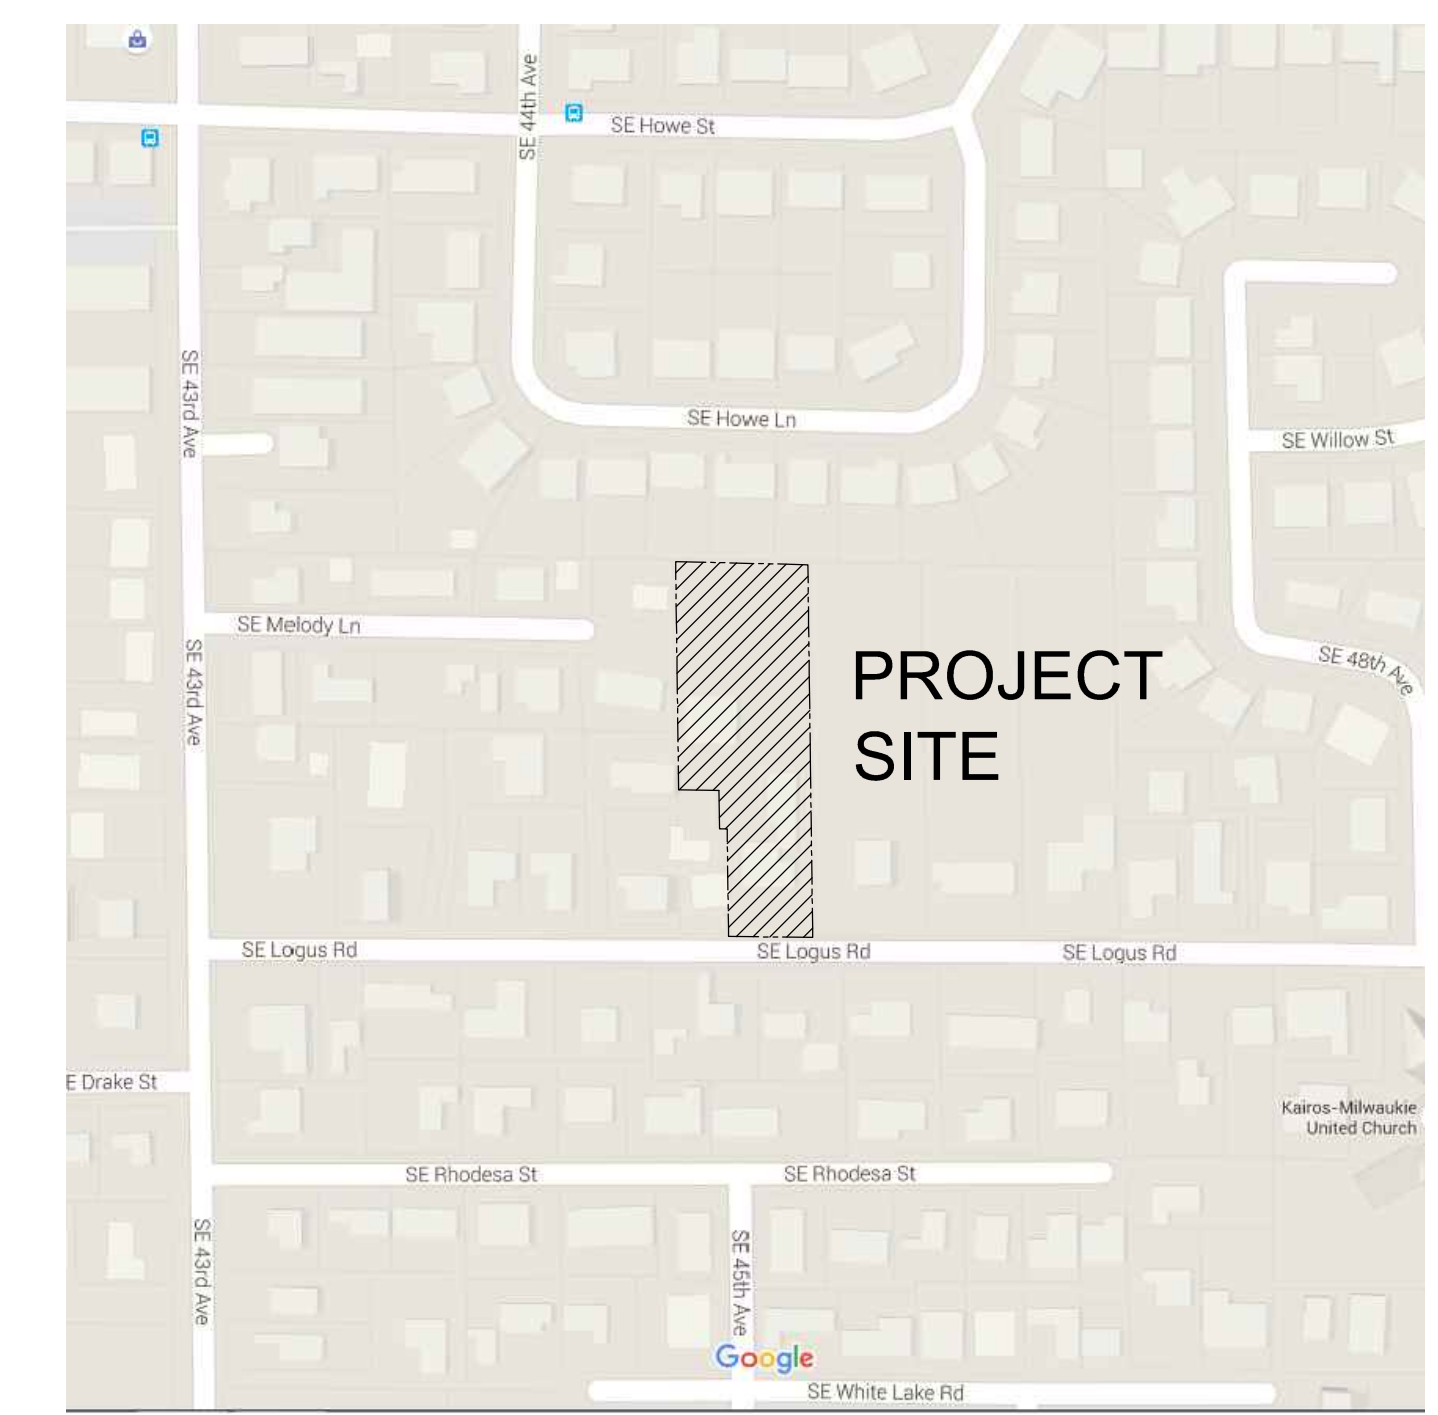 SE 44th Ave
SE Howe St
SE 43rd Ave
SE Howe Ln
SE Willow St
SE Melody Ln
SE 43rd Ave
SE 48th Ave
PROJECT
SITE
SE Logus Rd
SE Logus Rd
SE Logus Rd
E Drake St
Kairos-Milwaukie
United Church
SE Rhodesa St
SE Rhodesa St
SE 43rd Ave
SE 45th Ave
Google
SE White Lake Rd